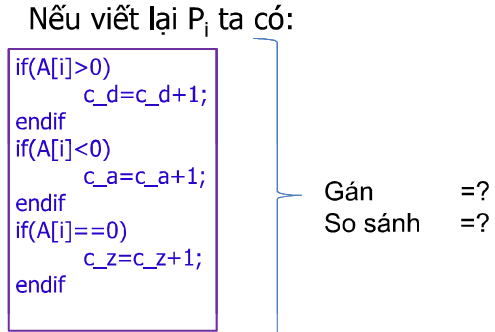 Nếu viết lại Pi ta có:
if(A[i]>0)
c_d=c_d+1;
endif
if(A[i]<0)
c_a=c_a+1;
endif
if(A[i]==0)
c_z=c_z+1;
endif
Gán =?
So sánh =?